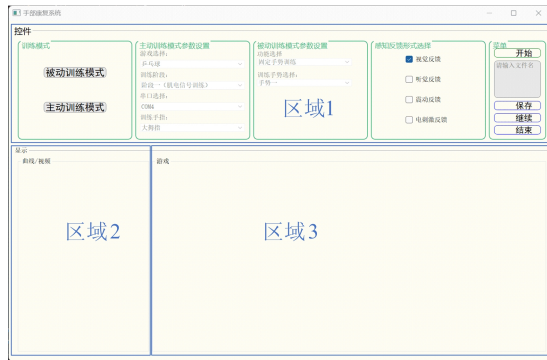 手部康复系统
控件
训练模式
被动训练模式
主动训练模式
主动训练模式参数设置
游戏选择:
乒乓球
训练阶段:
阶段一 (肌电信号训练)
串口选择:
COM4
训练手指:
大拇指
被动训练模式参数设置
功能选择
固定手势训练
训练手势选择:
手势一
区域1
感知反馈形式选择
视觉反馈
听觉反馈
震动反馈
电刺激反馈
菜单
开始
请输入文件名
保存
继续
结束
显示
曲线/视频
区域2
游戏
区域3